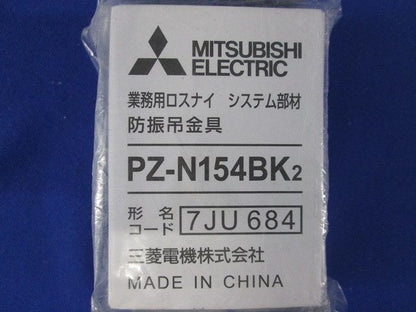 MITSUBISHI
ELECTRIC
業務用ロスナイ システム部材
防振吊金具
PZ-N154BK2
形名
コード 7JU 684
三菱電機株式会社
MADE IN CHINA